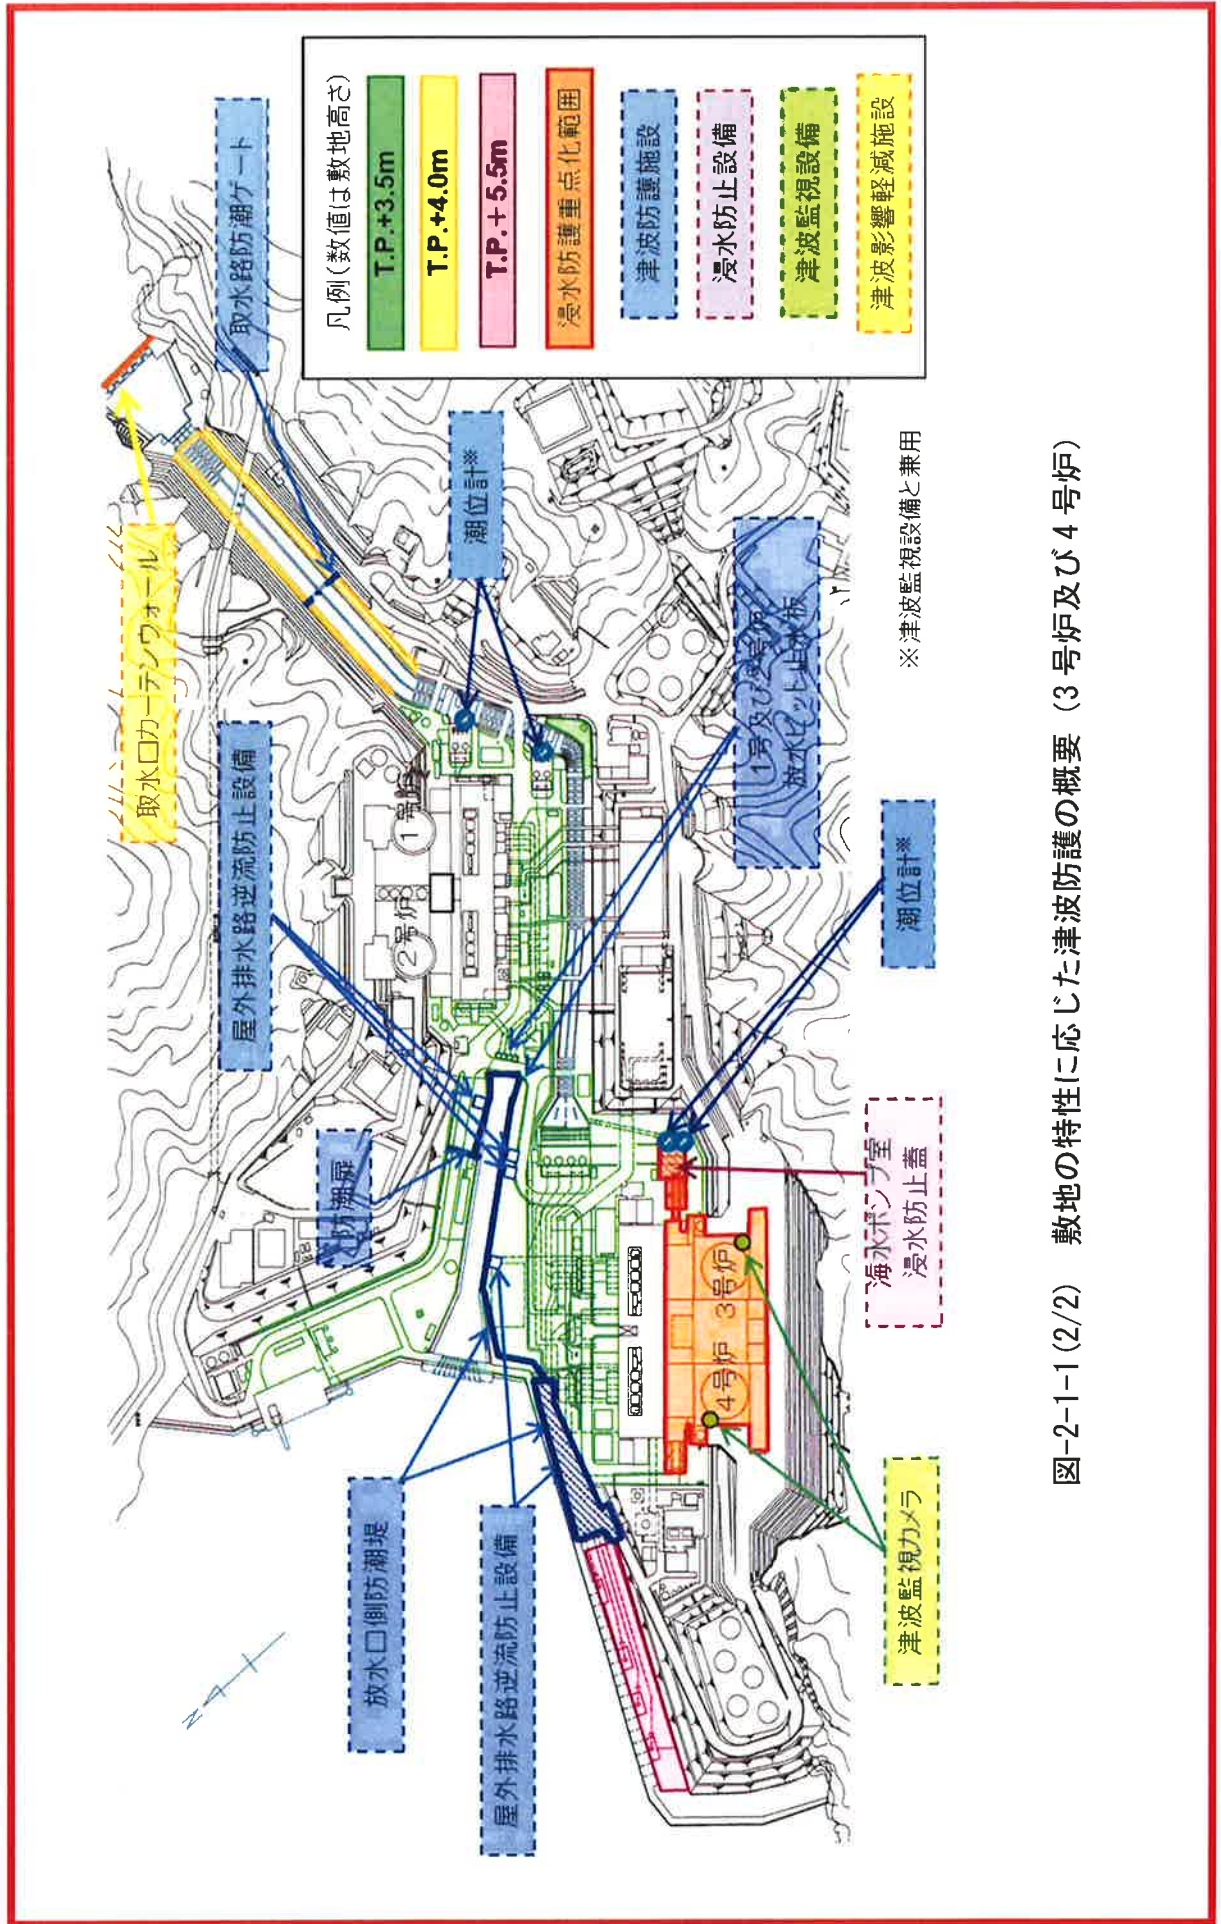 凡例(数値は敷地高さ)
T.P.+3.5m
T.P.+4.0m
T.P.+5.5m
浸水防護重点化範囲
津波防護施設
浸水防止設備
津波監視設備
津波影響軽減施設
取水路防潮ゲート
取水口カーテンウォール
潮位計※
屋外排水路逆流防止設備
防潮扉
1号及び2号炉
放水ピット止水板
潮位計※
海水ポンプ室
浸水防止蓋
放水口側防潮堤
屋外排水路逆流防止設備
津波監視カメラ
1号炉
2号炉
3号炉
4号炉
N
※津波監視設備と兼用
図-2-1-1(2/2) 敷地の特性に応じた津波防護の概要(3号炉及び4号炉)